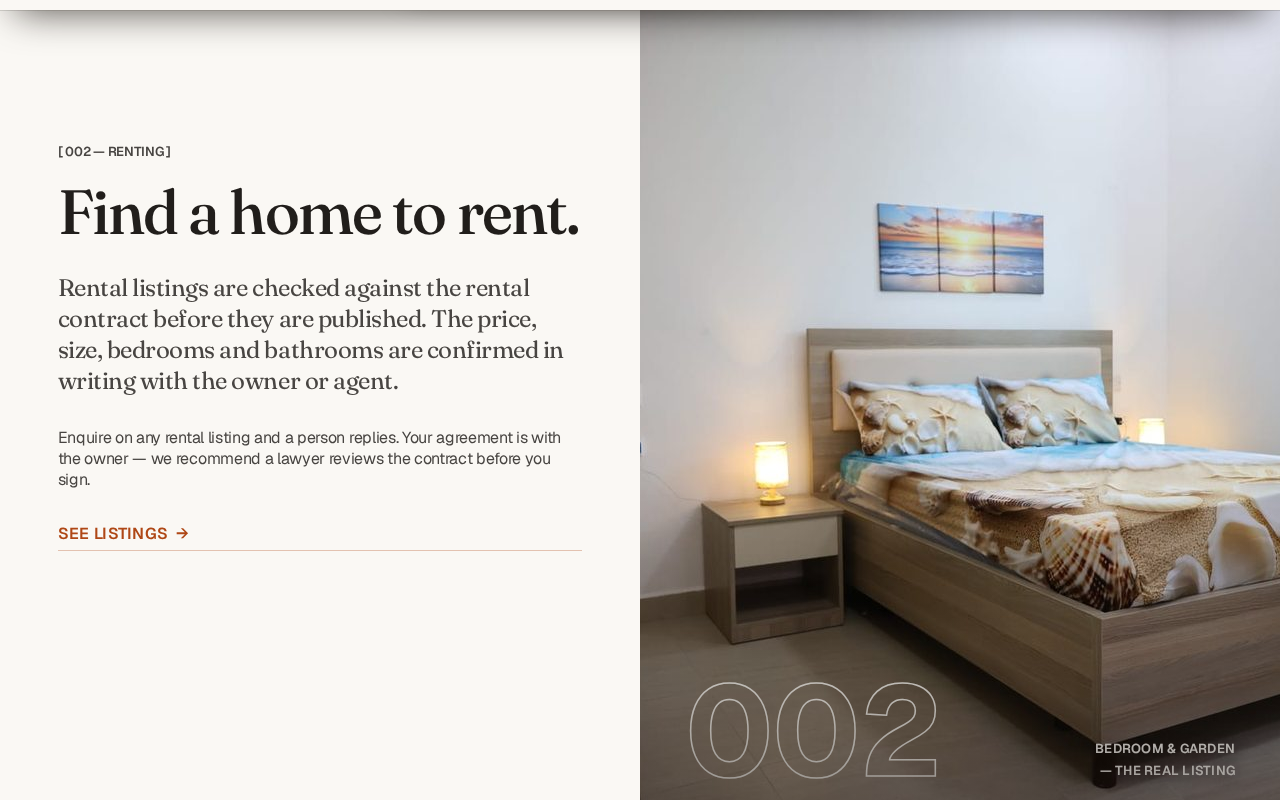 [002 — RENTING]
Find a home to rent.
Rental listings are checked against the rental
contract before they are published. The price,
size, bedrooms and bathrooms are confirmed in
writing with the owner or agent.
Enquire on any rental listing and a person replies. Your agreement is with
the owner — we recommend a lawyer reviews the contract before you
sign.
SEE LISTINGS →
002
BEDROOM & GARDEN
— THE REAL LISTING